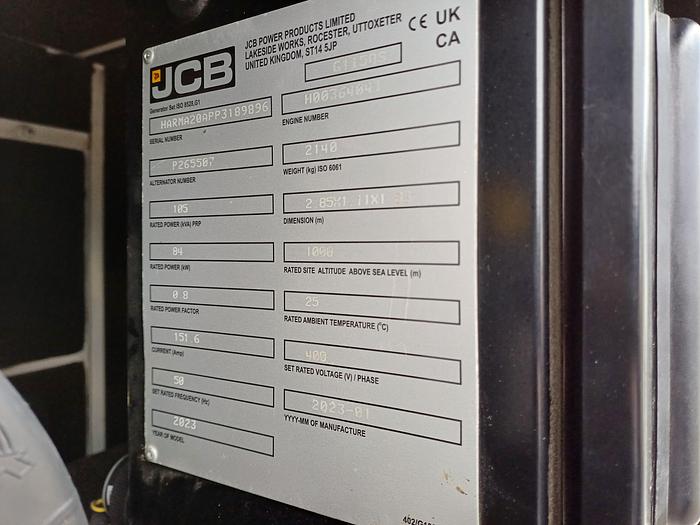 JCB
JCB POWER PRODUCTS LIMITED
LAKESIDE WORKS, ROCESTER, UTTOXETER
UNITED KINGDOM, ST14 5JP
CE UK
CA
Generator Set ISO 8528,G1
HARMA20APP3189896
SERIAL NUMBER
H00364041
ENGINE NUMBER
P265507
ALTERNATOR NUMBER
2140
WEIGHT (kg) ISO 6061
105
RATED POWER (kVA) PRP
DIMENSION (m)
84
RATED POWER (kW)
1000
RATED SITE ALTITUDE ABOVE SEA LEVEL (m)
0.8
RATED POWER FACTOR
25
RATED AMBIENT TEMPERATURE (°C)
151.6
CURRENT (Amp)
400
SET RATED VOLTAGE (V) / PHASE
50
SET RATED FREQUENCY (Hz)
2023-01
YYYY-MM OF MANUFACTURE
2023
YEAR OF MODEL